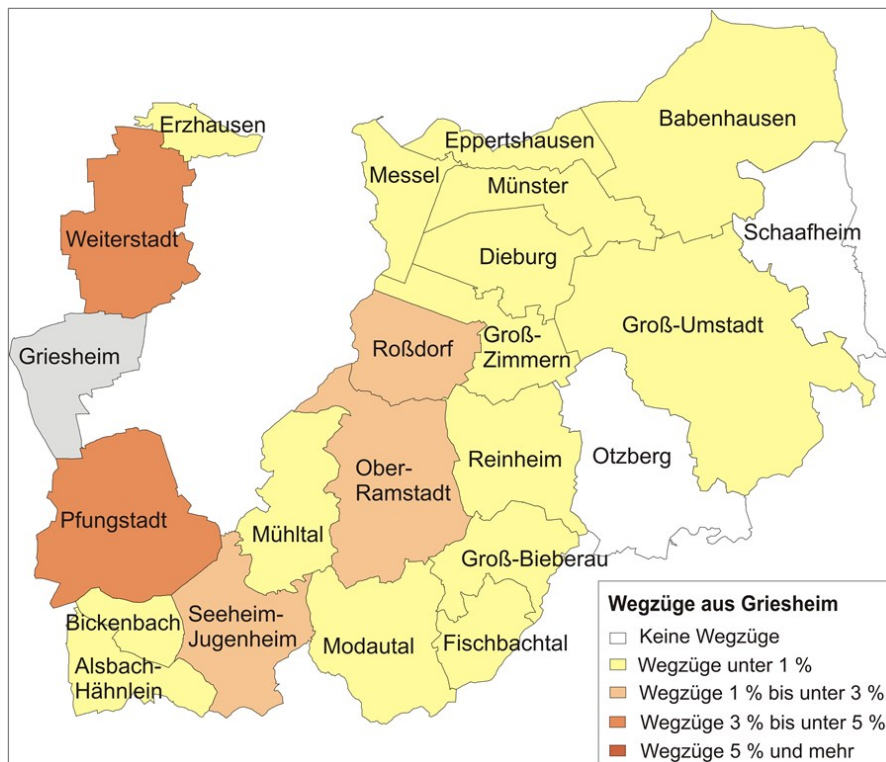 Erzhausen
Babenhausen
Eppertshausen
Messel
Münster
Schaafheim
Weiterstadt
Dieburg
Groß-Umstadt
Griesheim
Roßdorf
Groß-
Zimmern
Ober-
Ramstadt
Reinheim
Otzberg
Pfungstadt
Mühltal
Groß-Bieberau
Bickenbach
Seeheim-
Jugenheim
Modautal
Fischbachtal
Alsbach-
Hähnlein
Wegzüge aus Griesheim
Keine Wegzüge
Wegzüge unter 1 %
Wegzüge 1 % bis unter 3 %
Wegzüge 3 % bis unter 5 %
Wegzüge 5 % und mehr